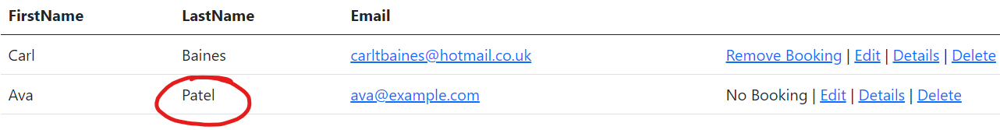 FirstName LastName Email
Carl Baines carltbaines@hotmail.co.uk Remove Booking | Edit | Details | Delete
Ava Patel ava@example.com No Booking | Edit | Details | Delete